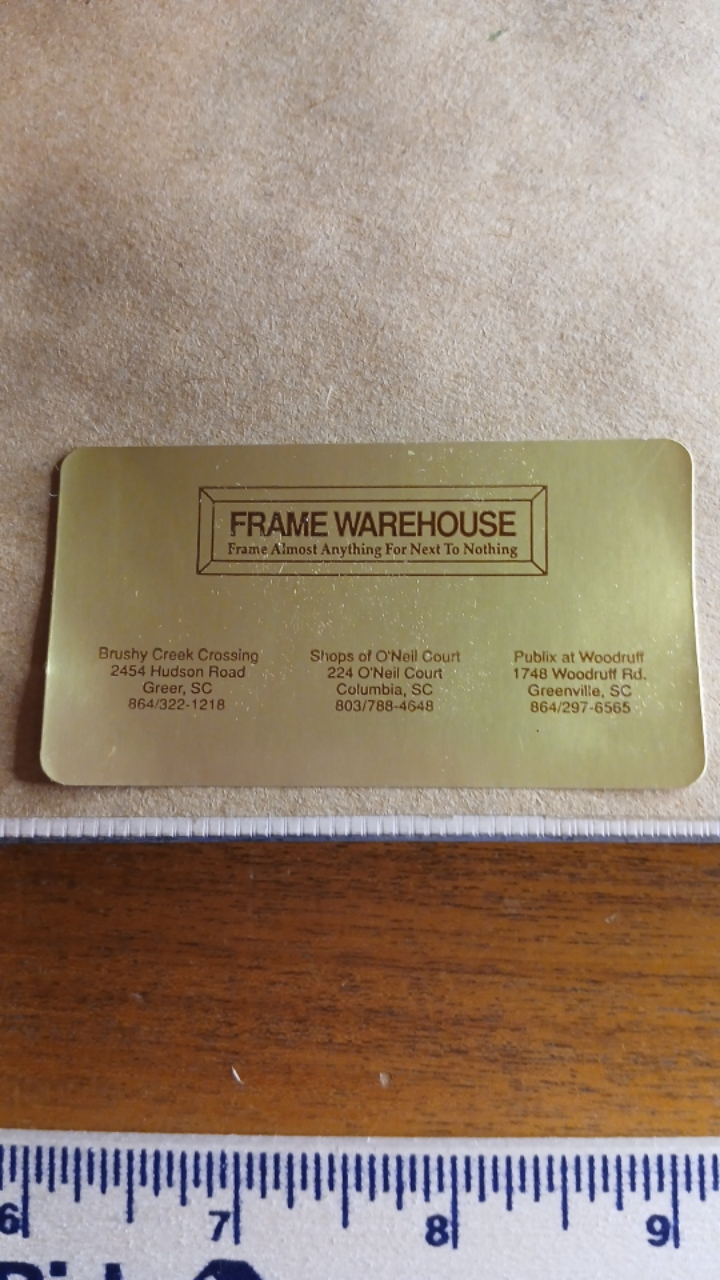 FRAME WAREHOUSE
Frame Almost Anything For Next To Nothing
Brushy Creek Crossing
2454 Hudson Road
Greer, SC
864/322-1218
Shops of O'Neil Court
224 O'Neil Court
Columbia, SC
803/788-4648
Publix at Woodruff
1748 Woodruff Rd.
Greenville, SC
864/297-6565
6 7 8 9